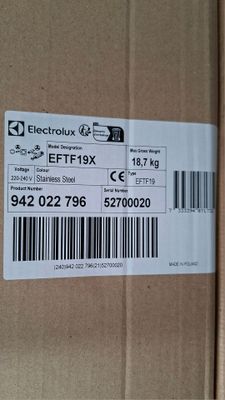 Electrolux
Model Designation
EFTF19X
Max Gross Weight
18,7 kg
Voltage
220-240 V
Colour
Stainless Steel
CE
Type
EFTF19
Product Number
942 022 796
Serial Number
52700020
MADE IN POLAND
(240)942 022 796(21)52700020